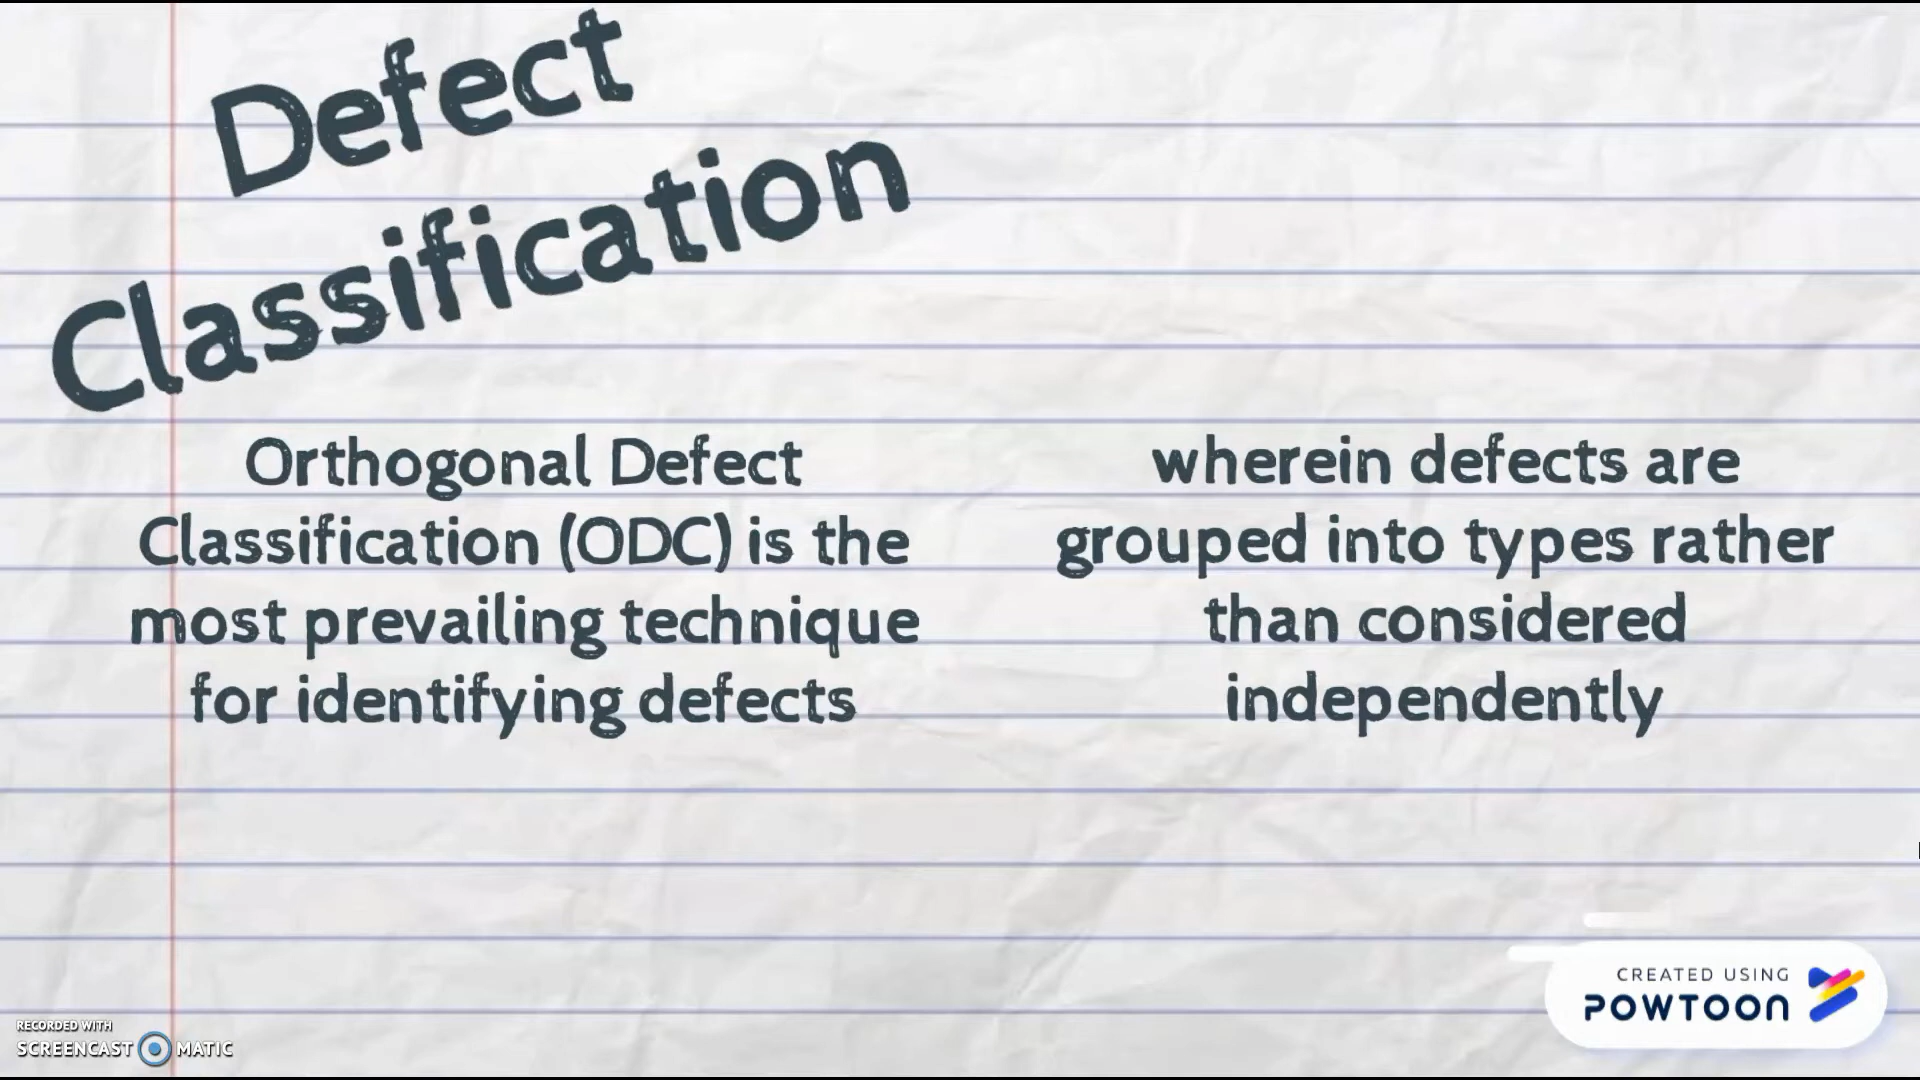 Defect
Classification
Orthogonal Defect
Classification (ODC) is the
most prevailing technique
for identifying defects
wherein defects are
grouped into types rather
than considered
independently
CREATED USING
POWTOON
RECORDED WITH
SCREENCAST MATIC